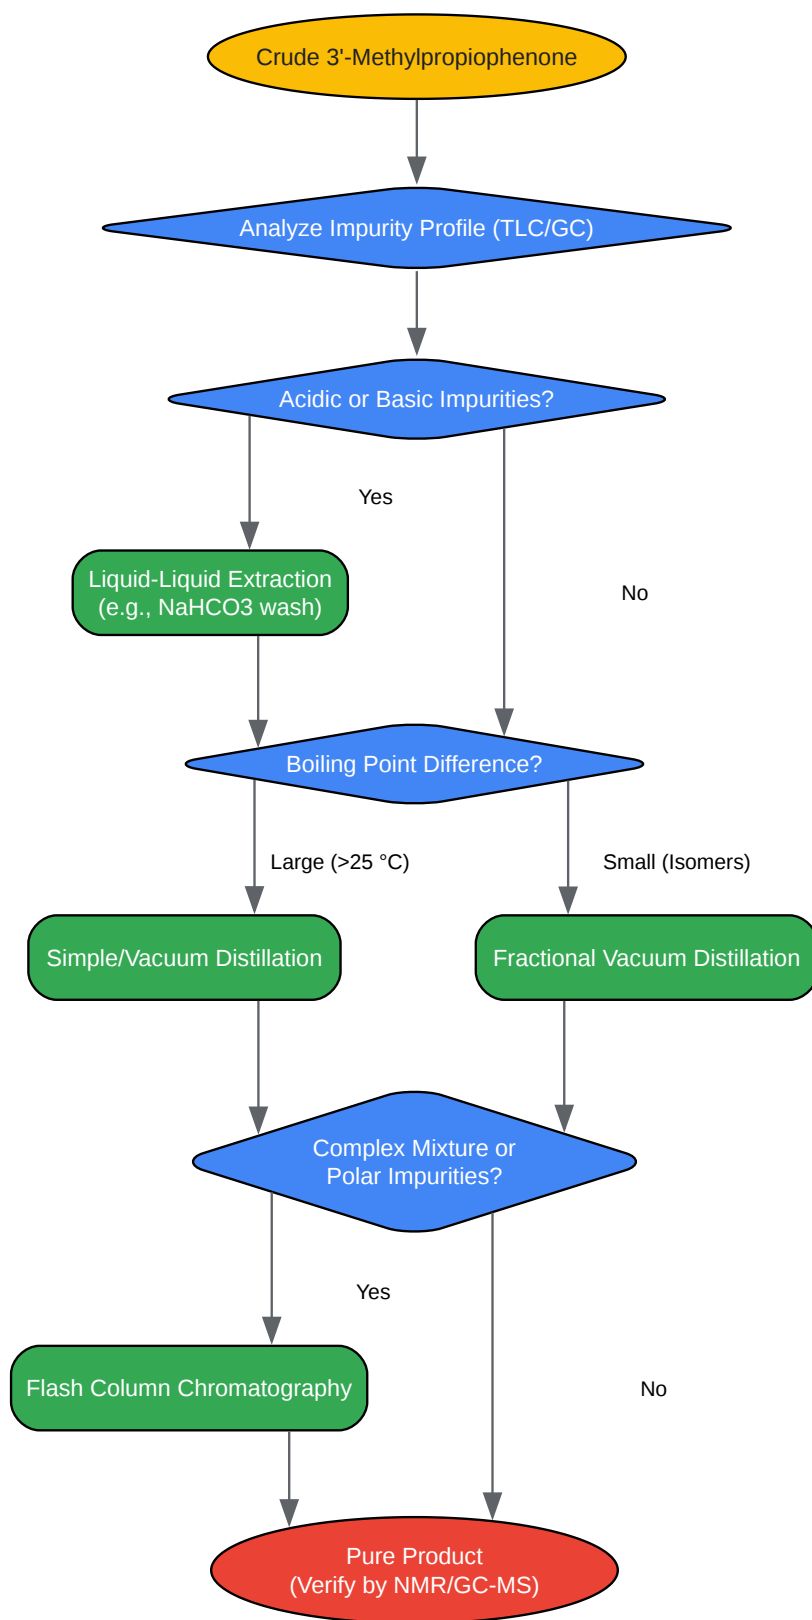 Crude 3'-Methylpropiophenone
Analyze Impurity Profile (TLC/GC)
Acidic or Basic Impurities?
Yes
Liquid-Liquid Extraction
(e.g., NaHCO3 wash)
No
Boiling Point Difference?
Large (>25 °C)
Small (Isomers)
Simple/Vacuum Distillation
Fractional Vacuum Distillation
Complex Mixture or
Polar Impurities?
Yes
Flash Column Chromatography
No
Pure Product
(Verify by NMR/GC-MS)